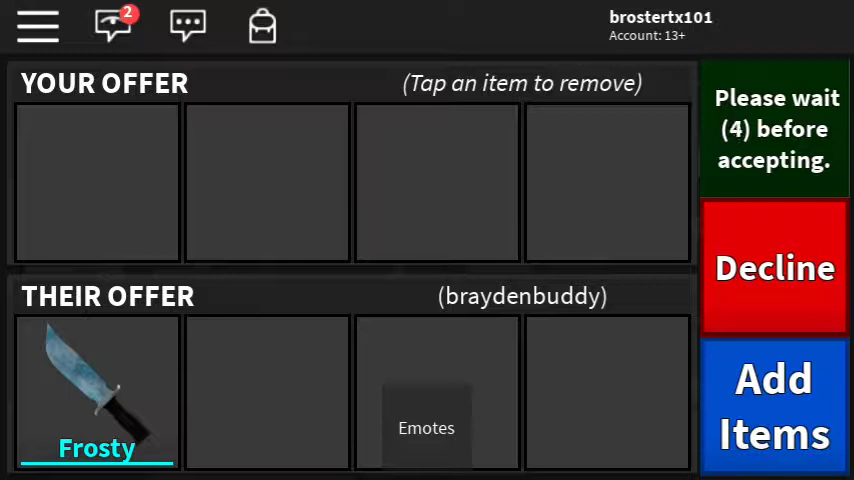 2
brostertx101
Account: 13+
YOUR OFFER
(Tap an item to remove)
Please wait
(4) before
accepting.
Decline
THEIR OFFER
(braydenbuddy)
Frosty
Emotes
Add
Items